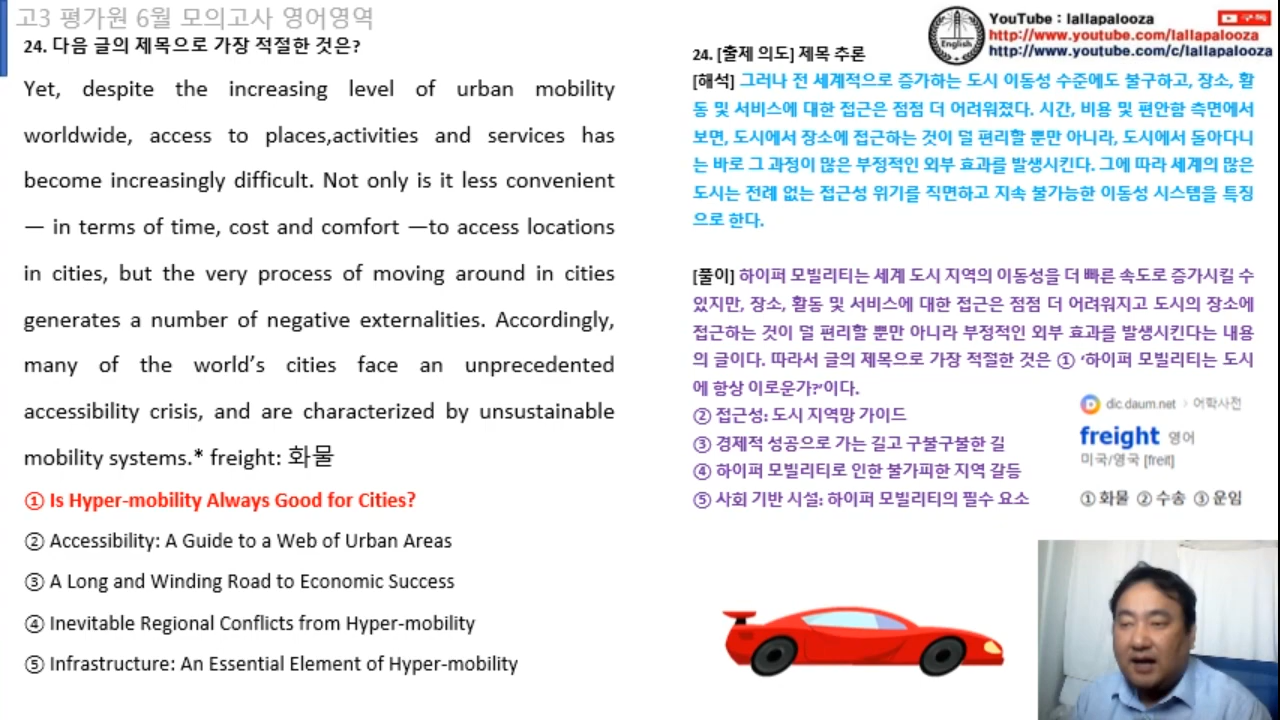 고3 평가원 6월 모의고사 영어영역
24. 다음 글의 제목으로 가장 적절한 것은?
Yet, despite the increasing level of urban mobility
worldwide, access to places,activities and services has
become increasingly difficult. Not only is it less convenient
— in terms of time, cost and comfort —to access locations
in cities, but the very process of moving around in cities
generates a number of negative externalities. Accordingly,
many of the world’s cities face an unprecedented
accessibility crisis, and are characterized by unsustainable
mobility systems.* freight: 화물
① Is Hyper-mobility Always Good for Cities?
② Accessibility: A Guide to a Web of Urban Areas
③ A Long and Winding Road to Economic Success
④ Inevitable Regional Conflicts from Hyper-mobility
⑤ Infrastructure: An Essential Element of Hyper-mobility
English
YouTube : lallapalooza
구독
http://www.youtube.com/lallapalooza
http://www.youtube.com/c/lallapalooza
24. [출제 의도] 제목 추론
[해석] 그러나 전 세계적으로 증가하는 도시 이동성 수준에도 불구하고, 장소, 활
동 및 서비스에 대한 접근은 점점 더 어려워졌다. 시간, 비용 및 편안함 측면에서
보면, 도시에서 장소에 접근하는 것이 덜 편리할 뿐만 아니라, 도시에서 돌아다니
는 바로 그 과정이 많은 부정적인 외부 효과를 발생시킨다. 그에 따라 세계의 많은
도시는 전례 없는 접근성 위기를 직면하고 지속 불가능한 이동성 시스템을 특징
으로 한다.
[풀이] 하이퍼 모빌리티는 세계 도시 지역의 이동성을 더 빠른 속도로 증가시킬 수
있지만, 장소, 활동 및 서비스에 대한 접근은 점점 더 어려워지고 도시의 장소에
접근하는 것이 덜 편리할 뿐만 아니라 부정적인 외부 효과를 발생시킨다는 내용
의 글이다. 따라서 글의 제목으로 가장 적절한 것은 ① ‘하이퍼 모빌리티는 도시
에 항상 이로운가?’이다.
② 접근성: 도시 지역망 가이드
③ 경제적 성공으로 가는 길고 구불구불한 길
④ 하이퍼 모빌리티로 인한 불가피한 지역 갈등
⑤ 사회 기반 시설: 하이퍼 모빌리티의 필수 요소
dic.daum.net › 어학사전
freight 영어
미국/영국 [freit]
① 화물 ② 수송 ③ 운임